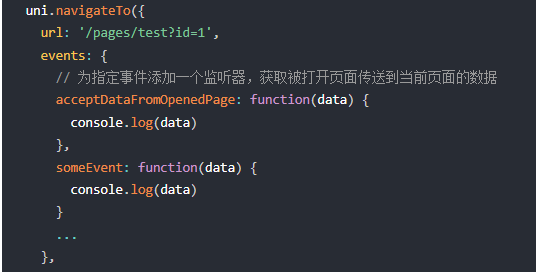 uni.navigateTo({
url: '/pages/test?id=1',
events: {
// 为指定事件添加一个监听器，获取被打开页面传送到当前页面的数据
acceptDataFromOpenedPage: function(data) {
console.log(data)
},
someEvent: function(data) {
console.log(data)
}
...
},